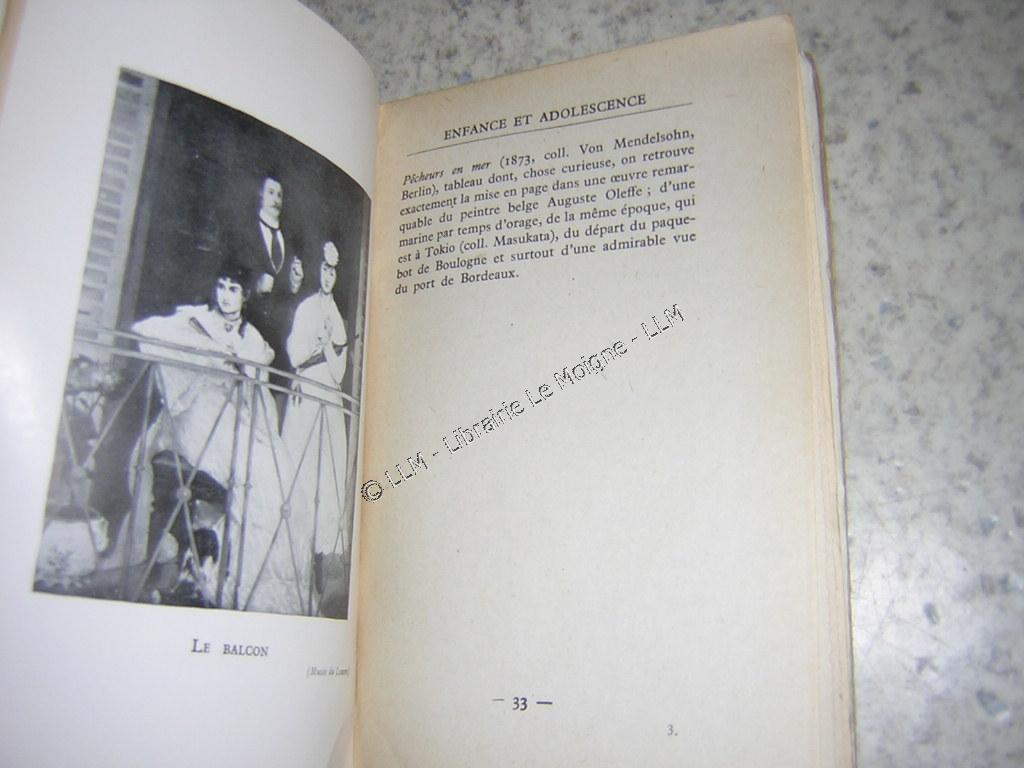 LE BALCON
(Musée du Louvre)
ENFANCE ET ADOLESCENCE
Pêcheurs en mer (1873, coll. Von Mendelsohn,
Berlin), tableau dont, chose curieuse, on retrouve
exactement la mise en page dans une œuvre remar-
quable du peintre belge Auguste Oleffe ; d'une
marine par temps d'orage, de la même époque, qui
est à Tokio (coll. Masukata), du départ du paque-
bot de Boulogne et surtout d'une admirable vue
du port de Bordeaux.
© LLM - Librairie Le Moigne - LLM
— 33 —
3.